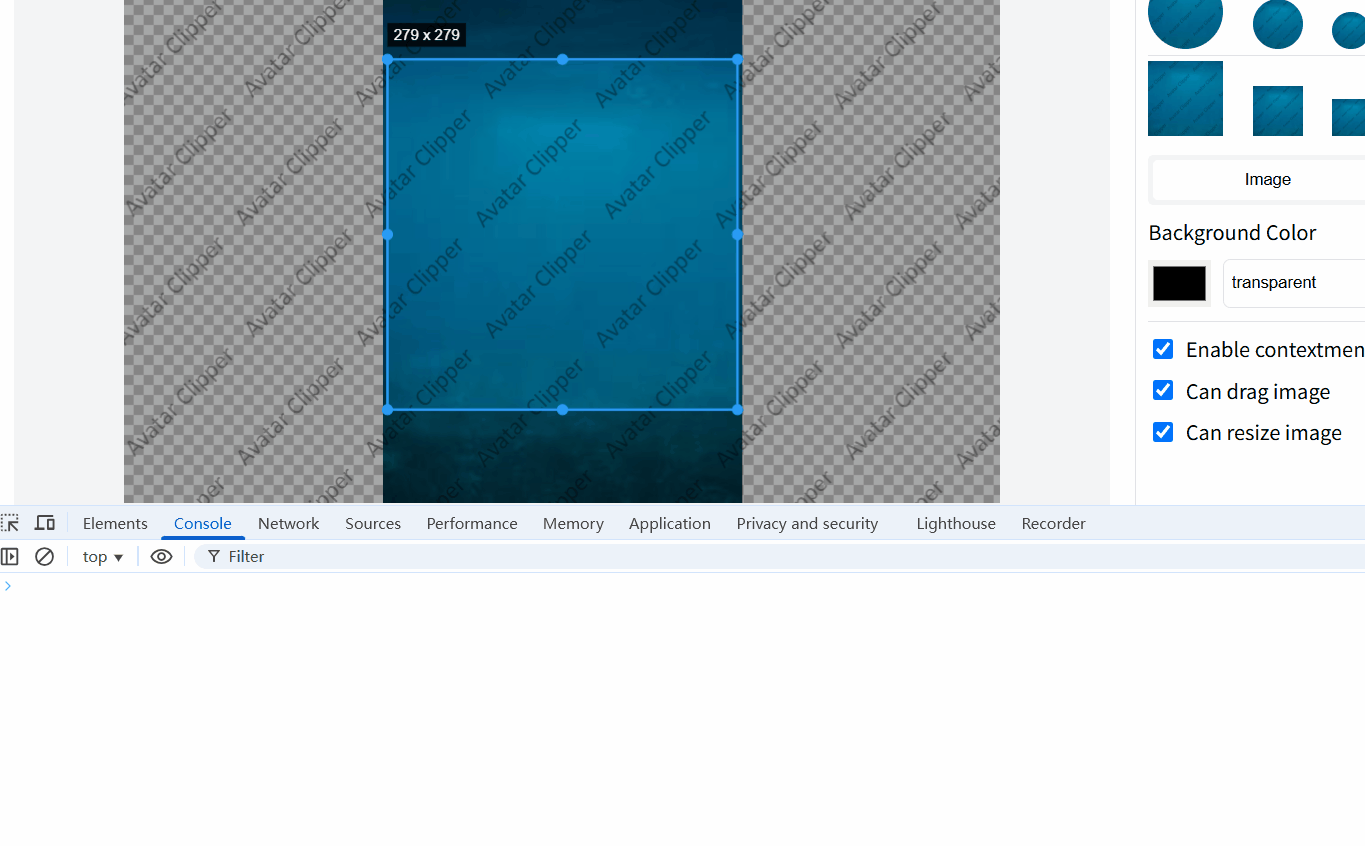 279 x 279
Avatar Clipper
Image
Background Color
transparent
Enable contextmen
Can drag image
Can resize image
Elements Console Network Sources Performance Memory Application Privacy and security Lighthouse Recorder
top Filter